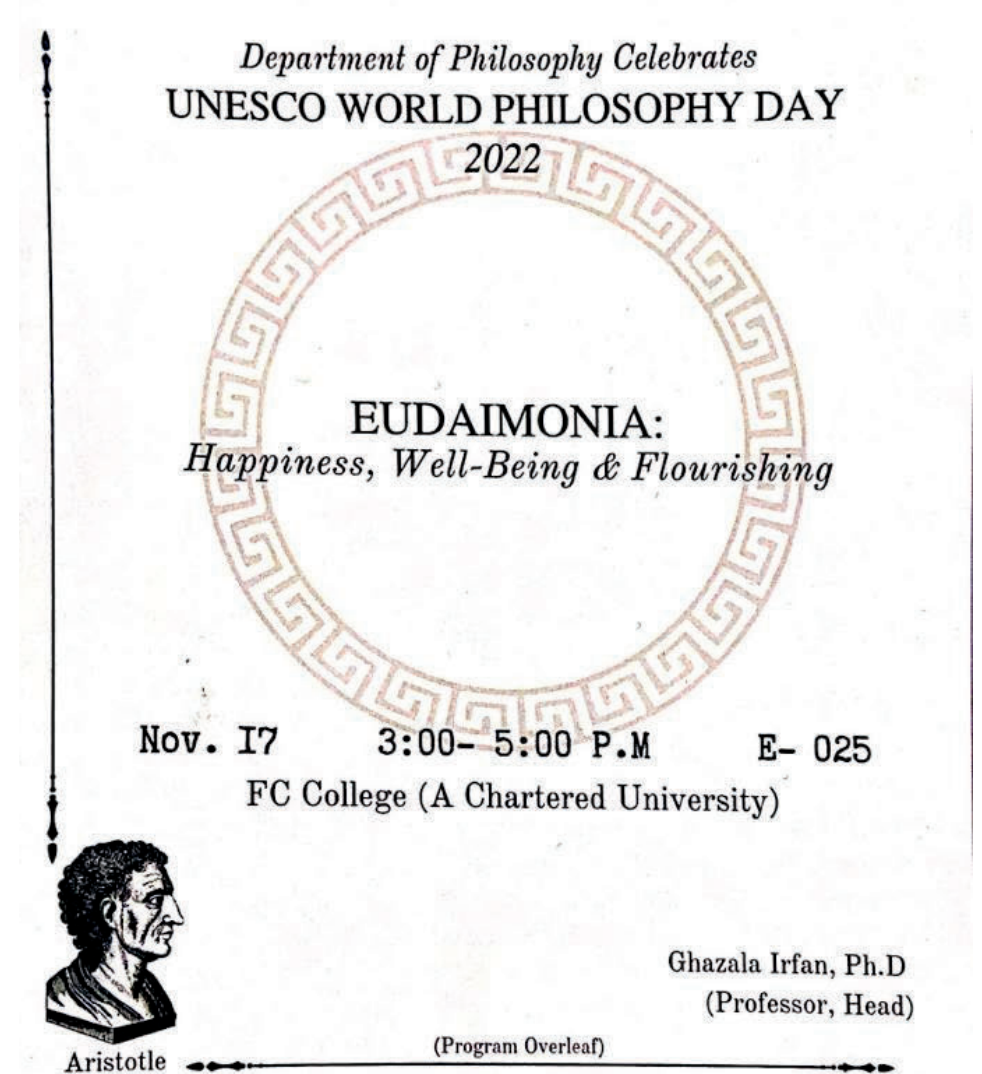 Department of Philosophy Celebrates
UNESCO WORLD PHILOSOPHY DAY
2022
EUDAIMONIA:
Happiness, Well-Being & Flourishing
Nov. I7 3:00- 5:00 P.M E- 025
FC College (A Chartered University)
Ghazala Irfan, Ph.D
(Professor, Head)
(Program Overleaf)
Aristotle